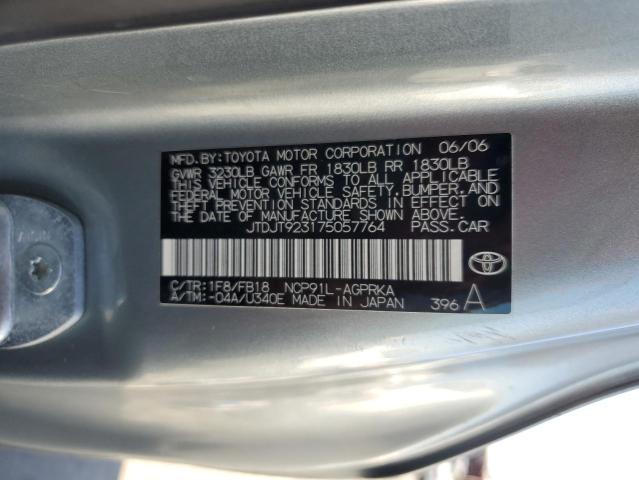 MFD. BY: TOYOTA MOTOR CORPORATION 06/06
GVWR 3230LB GAWR FR 1830LB RR 1830LB
THIS VEHICLE CONFORMS TO ALL APPLICABLE
FEDERAL MOTOR VEHICLE SAFETY, BUMPER, AND
THEFT PREVENTION STANDARDS IN EFFECT ON
THE DATE OF MANUFACTURE SHOWN ABOVE.
JTDJT923175057764 PASS. CAR
C/TR: 1F8/FB18 NCP91L-AGPRKA
A/TM: -04A/U340E MADE IN JAPAN 396 A